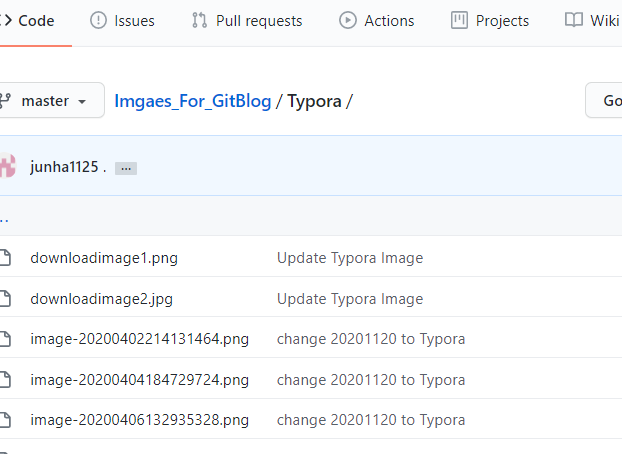 Code Issues Pull requests Actions Projects Wiki
master Imgaes_For_GitBlog / Typora / Go
junha1125 . ...
..
downloadimage1.png Update Typora Image
downloadimage2.jpg Update Typora Image
image-20200402214131464.png change 20201120 to Typora
image-20200404184729724.png change 20201120 to Typora
image-20200406132935328.png change 20201120 to Typora